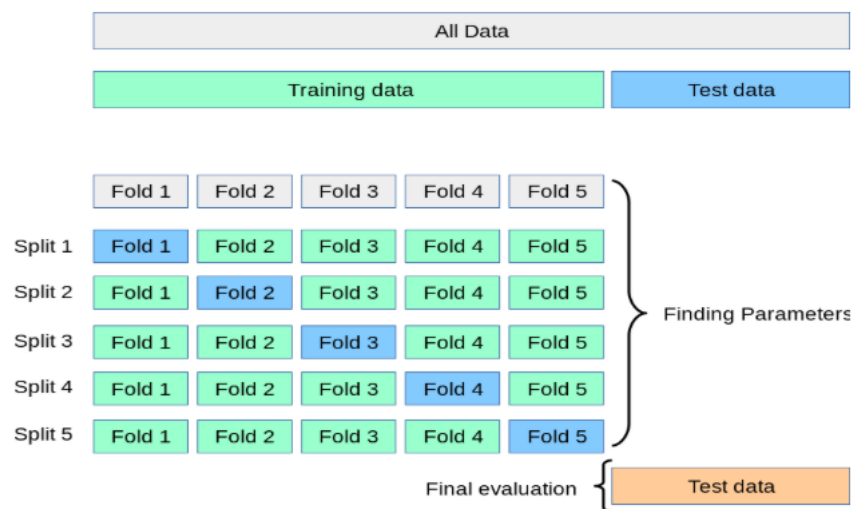 All Data
Training data Test data
Fold 1 Fold 2 Fold 3 Fold 4 Fold 5
Split 1 Fold 1 Fold 2 Fold 3 Fold 4 Fold 5
Split 2 Fold 1 Fold 2 Fold 3 Fold 4 Fold 5
Finding Parameters
Split 3 Fold 1 Fold 2 Fold 3 Fold 4 Fold 5
Split 4 Fold 1 Fold 2 Fold 3 Fold 4 Fold 5
Split 5 Fold 1 Fold 2 Fold 3 Fold 4 Fold 5
Final evaluation Test data